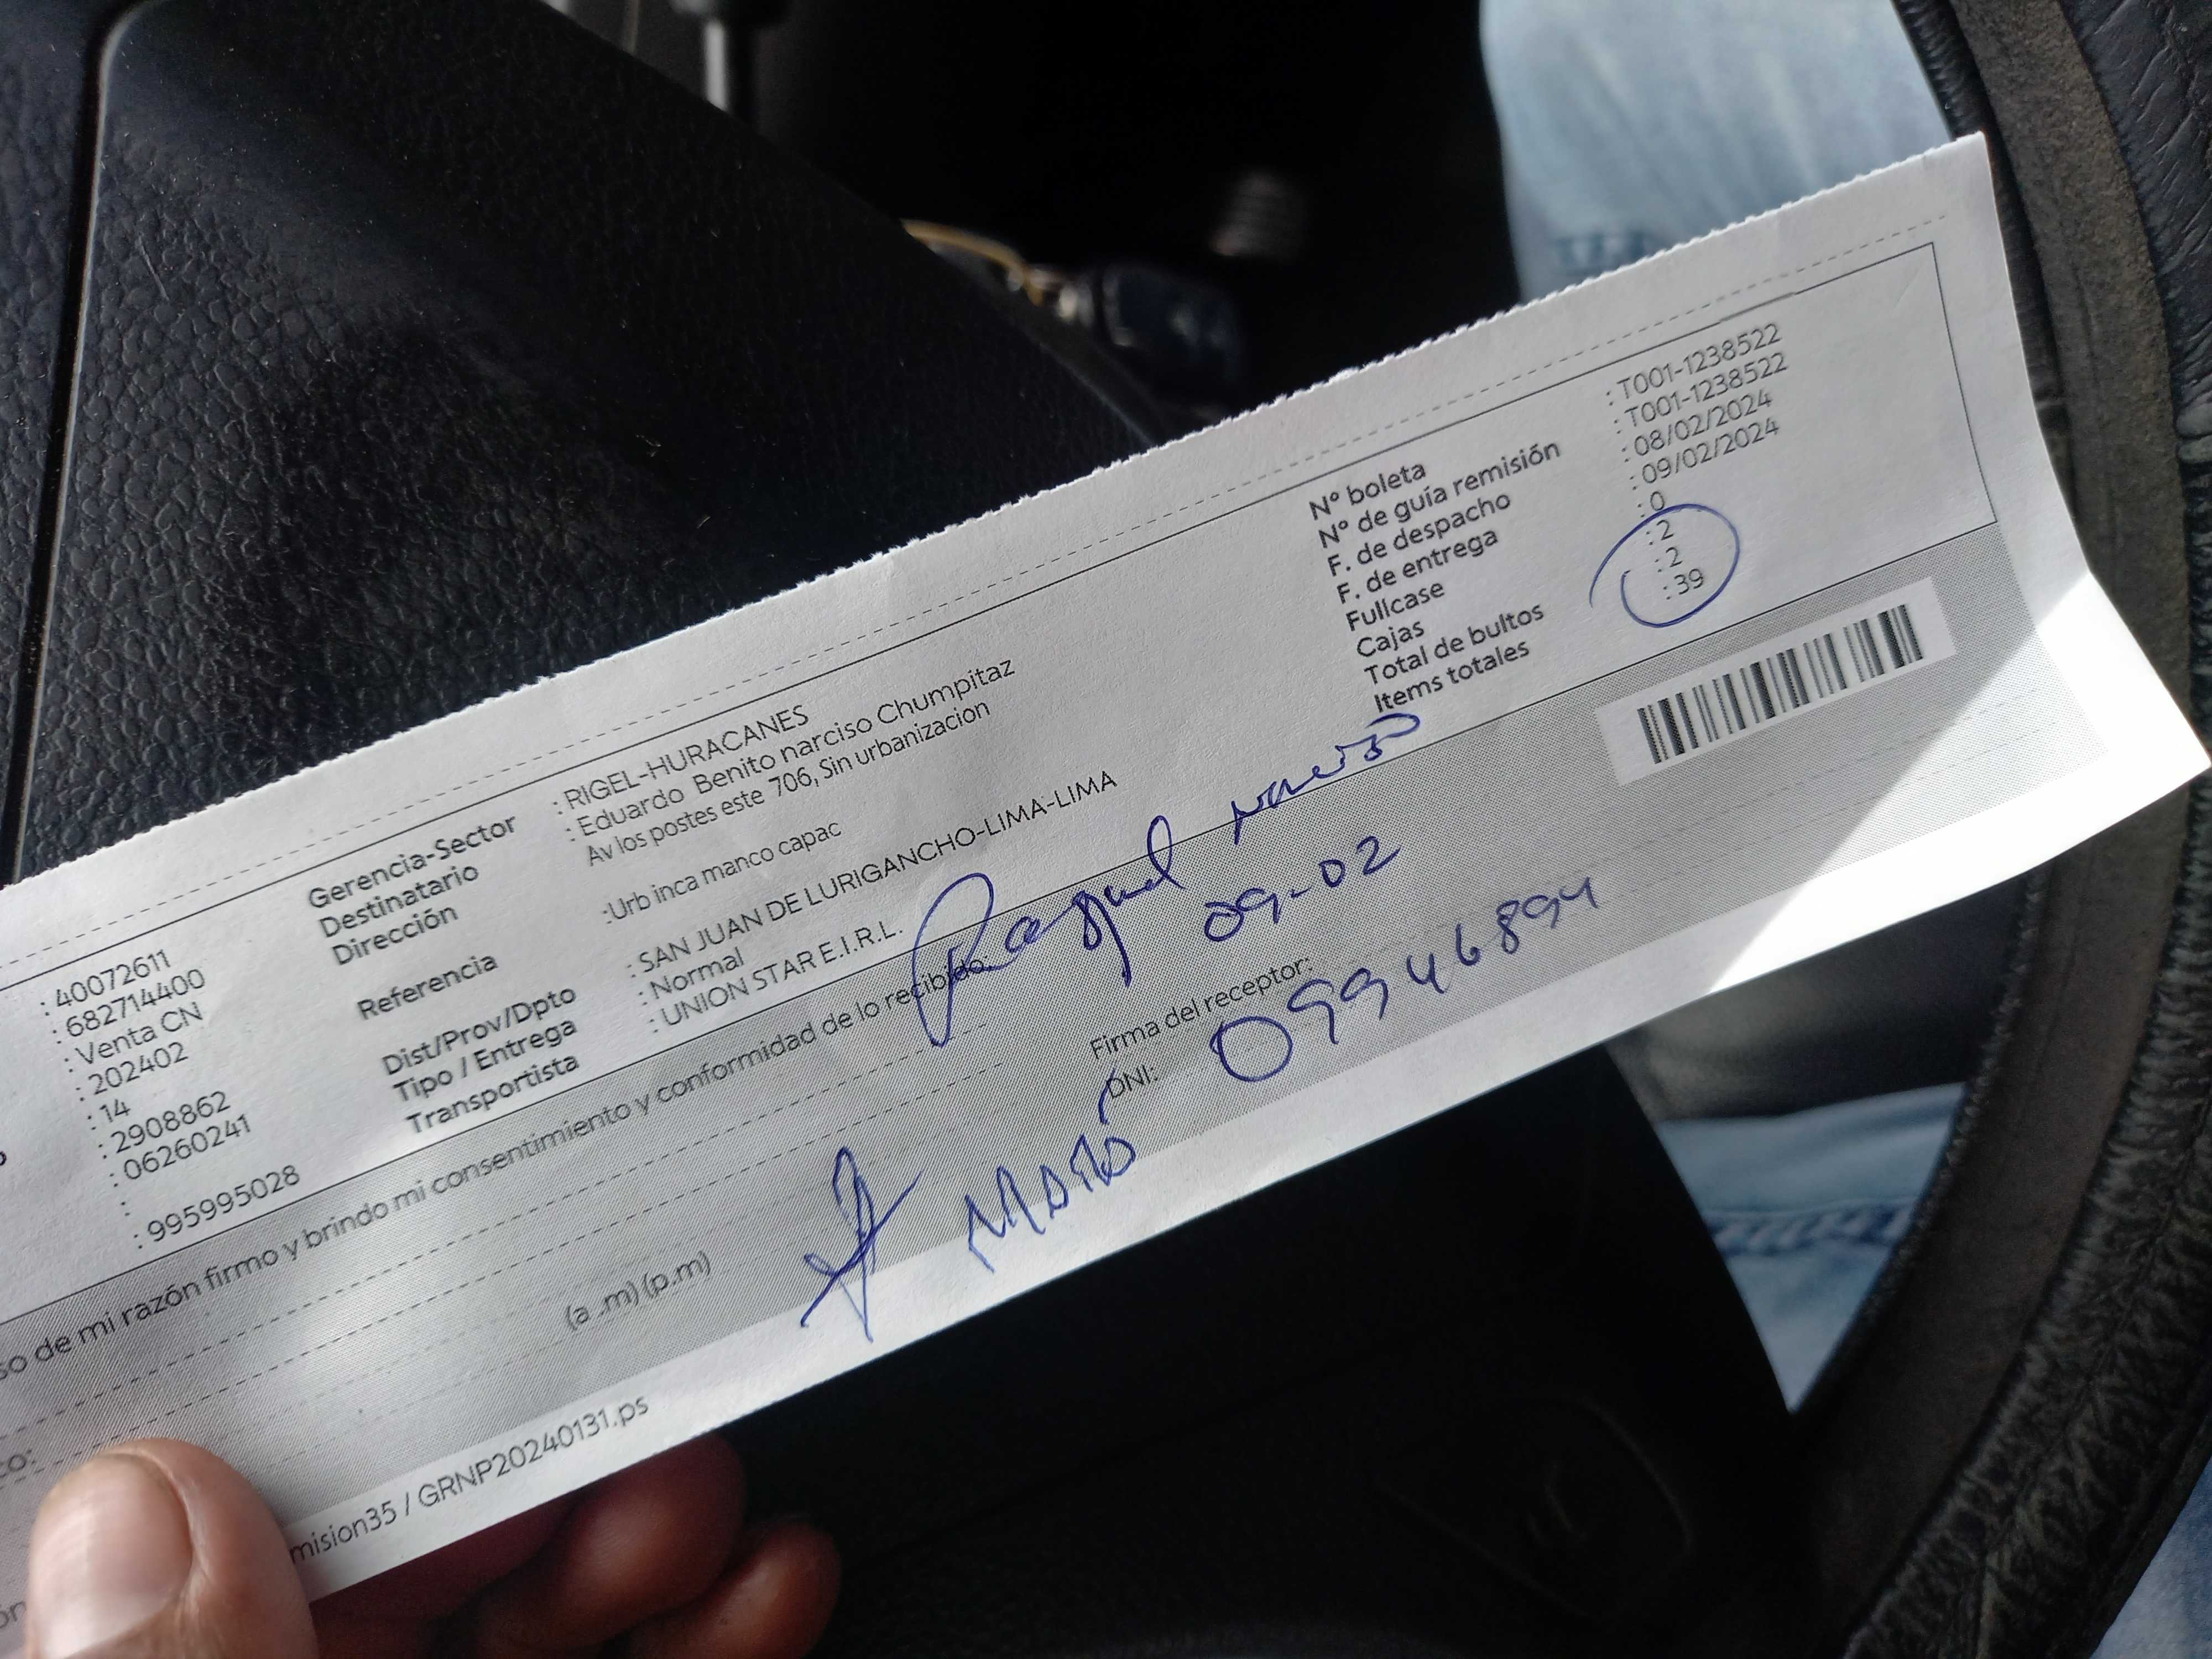 : 40072611
: 682714400
: Venta CN
: 202402
: 14
: 2908862
: 06260241
:
: 995995028
Gerencia-Sector : RIGEL-HURACANES
Destinatario : Eduardo Benito narciso Chumpitaz
Dirección Av los postes este 706, Sin urbanizacion
Referencia :Urb inca manco capac
Dist/Prov/Dpto : SAN JUAN DE LURIGANCHO-LIMA-LIMA
Tipo / Entrega : Normal
Transportista : UNION STAR E.I.R.L.
N° boleta : T001-1238522
N° de guía remisión : T001-1238522
F. de despacho : 08/02/2024
F. de entrega : 09/02/2024
Fullcase : 0
Cajas : 2
Total de bultos : 2
Items totales : 39
so de mi razón firmo y brindo mi consentimiento y conformidad de lo recibido:
Raquel narciso
09-02
(a .m) (p.m)
Firma del receptor:
DNI: 09946894
mision35 / GRNP20240131.ps